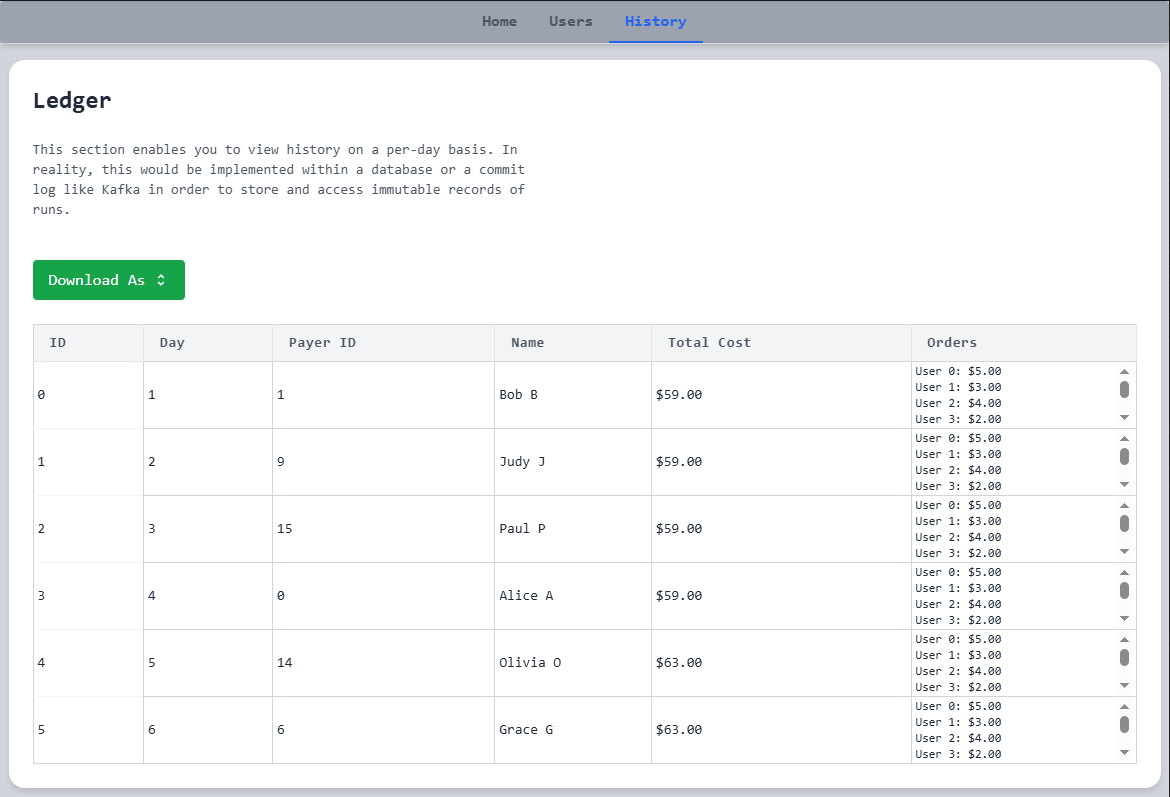 Home Users History
Ledger
This section enables you to view history on a per-day basis. In
reality, this would be implemented within a database or a commit
log like Kafka in order to store and access immutable records of
runs.
Download As
ID Day Payer ID Name Total Cost Orders
0 1 1 Bob B $59.00
User 0: $5.00
User 1: $3.00
User 2: $4.00
User 3: $2.00
1 2 9 Judy J $59.00
User 0: $5.00
User 1: $3.00
User 2: $4.00
User 3: $2.00
2 3 15 Paul P $59.00
User 0: $5.00
User 1: $3.00
User 2: $4.00
User 3: $2.00
3 4 0 Alice A $59.00
User 0: $5.00
User 1: $3.00
User 2: $4.00
User 3: $2.00
4 5 14 Olivia O $63.00
User 0: $5.00
User 1: $3.00
User 2: $4.00
User 3: $2.00
5 6 6 Grace G $63.00
User 0: $5.00
User 1: $3.00
User 2: $4.00
User 3: $2.00